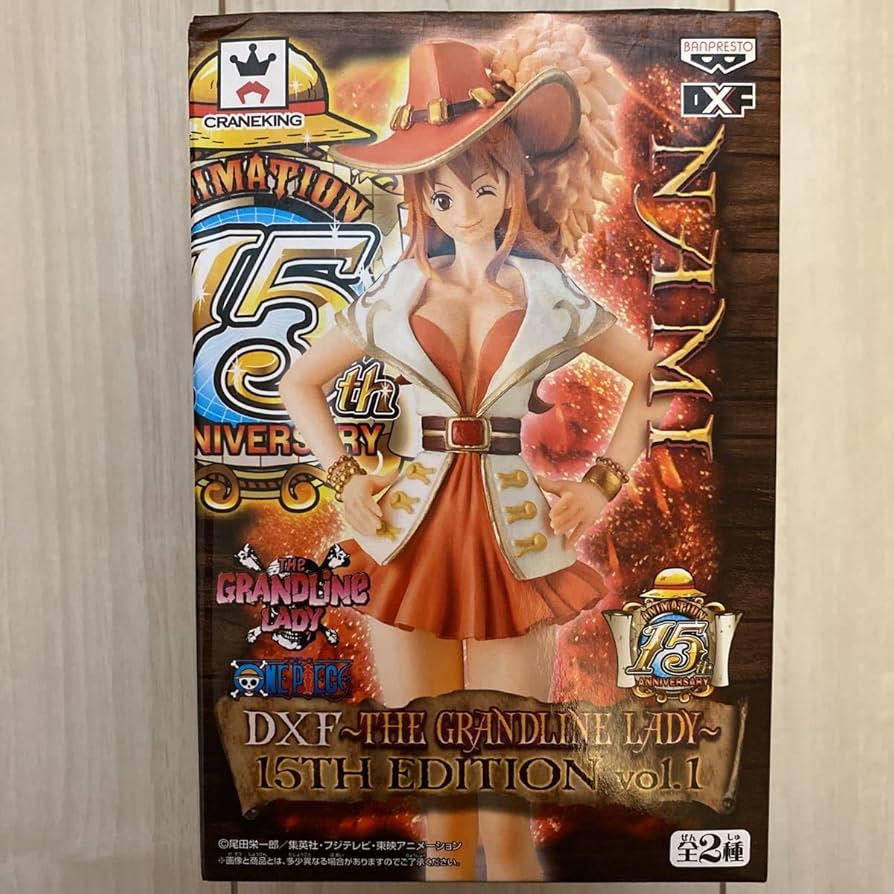 CRANEKING
BANPRESTO
DXF
NAMI
ANIMATION
15th
ANNIVERSARY
THE
GRANDLINE
LADY
ONE PIECE
ANIMATION
15th
ANNIVERSARY
DXF~THE GRANDLINE LADY~
15TH EDITION vol.1
©尾田栄一郎/集英社・フジテレビ・東映アニメーション
※画像と商品とは、多少異なる場合がありますのでご了承ください。
ぜん しゅ
全2種